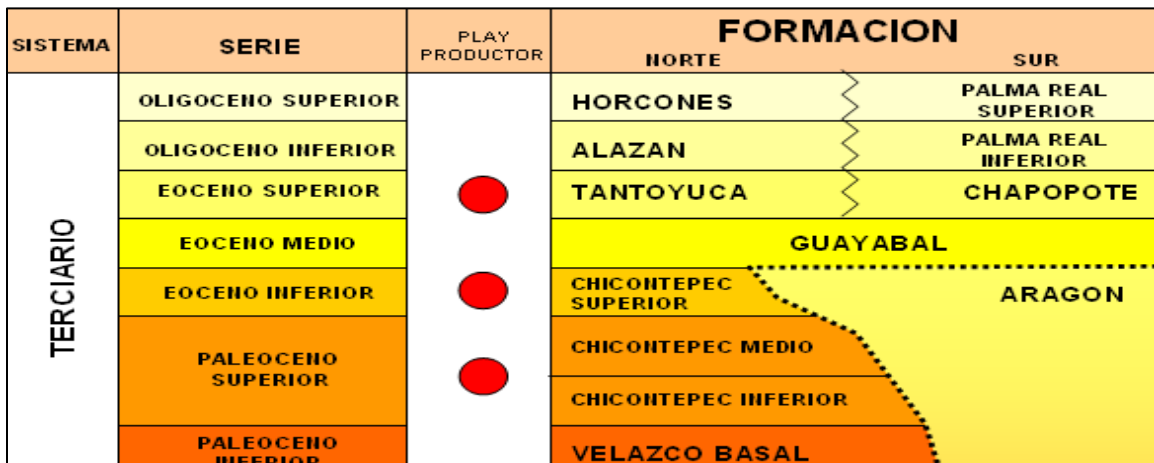 SISTEMA
SERIE
PLAY
PRODUCTOR
FORMACION
NORTE
SUR
TERCIARIO
OLIGOCENO SUPERIOR
HORCONES
PALMA REAL
SUPERIOR
OLIGOCENO INFERIOR
ALAZAN
PALMA REAL
INFERIOR
EOCENO SUPERIOR
TANTOYUCA
CHAPOPOTE
EOCENO MEDIO
GUAYABAL
EOCENO INFERIOR
CHICONTEPEC
SUPERIOR
ARAGON
PALEOCENO
SUPERIOR
CHICONTEPEC MEDIO
CHICONTEPEC INFERIOR
PALEOCENO
INFERIOR
VELAZCO BASAL